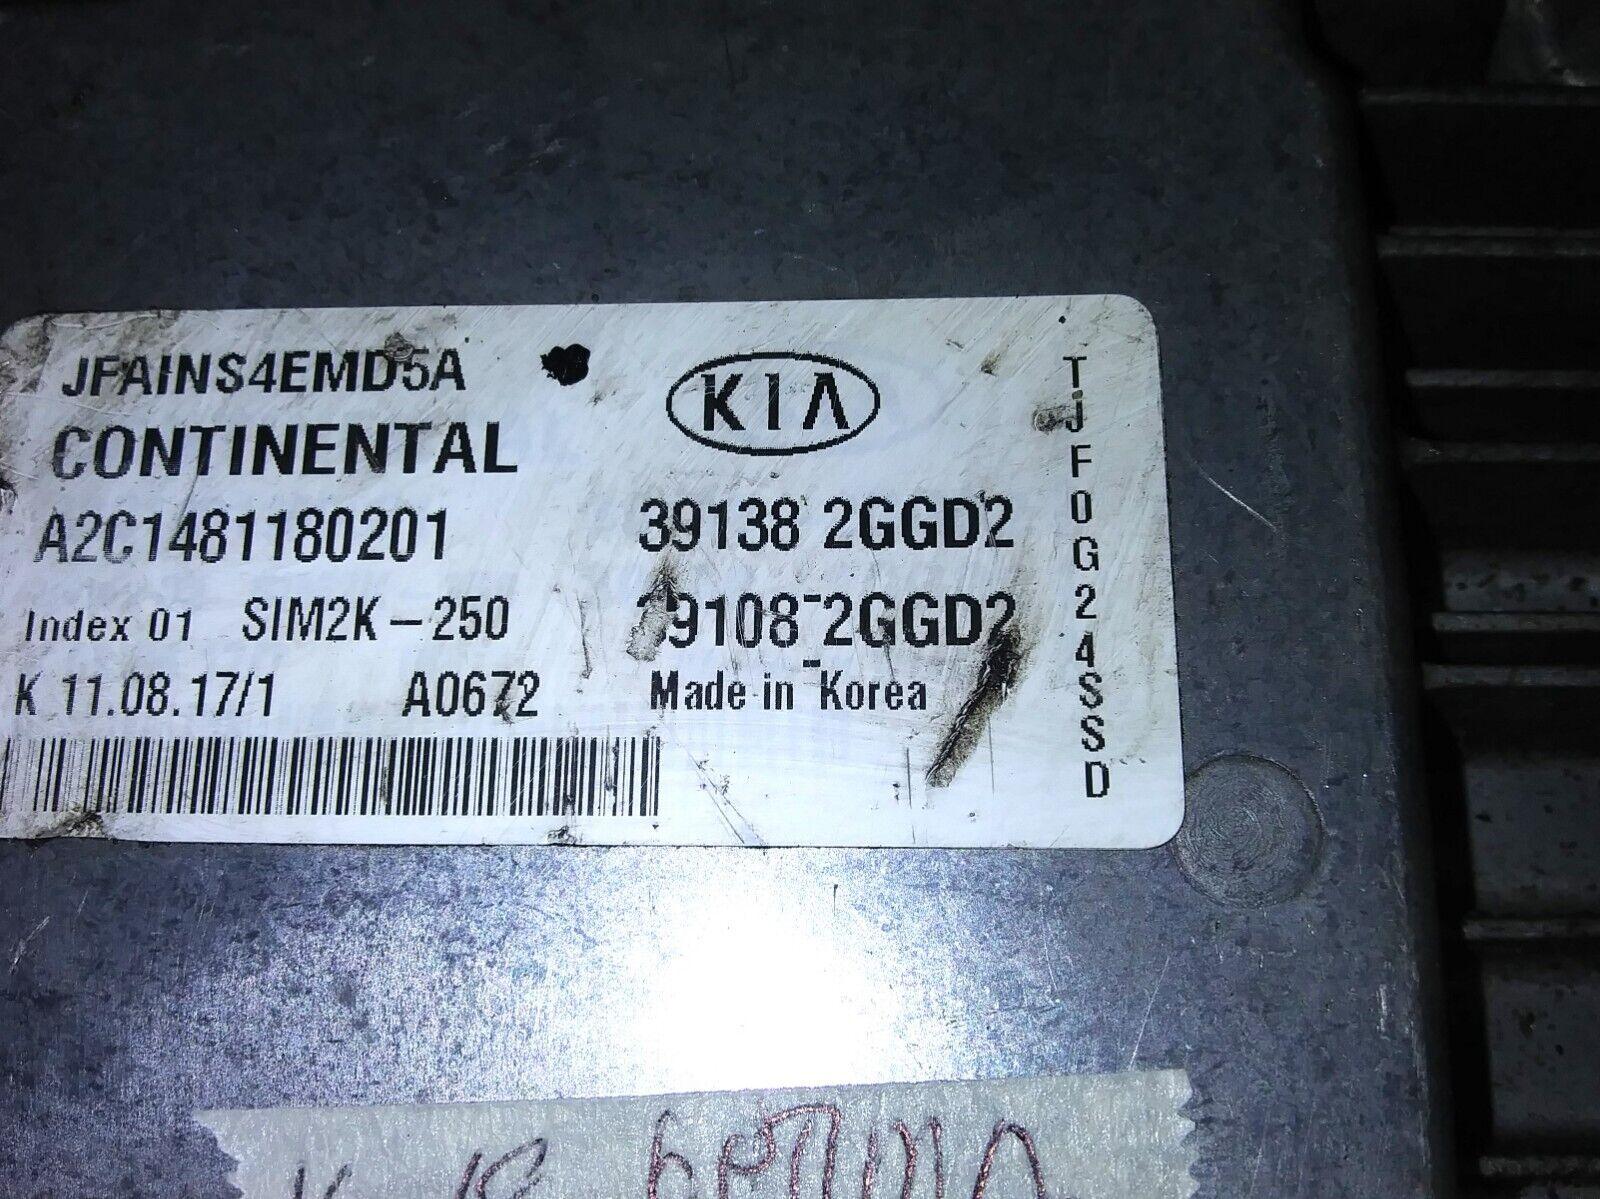 JFAINS4EMD5A
CONTINENTAL
A2C1481180201
Index 01 SIM2K-250
K 11.08.17/1 A0672
KIA
39138 2GGD2
39108-2GGD2
Made in Korea
TJF0G24SSD